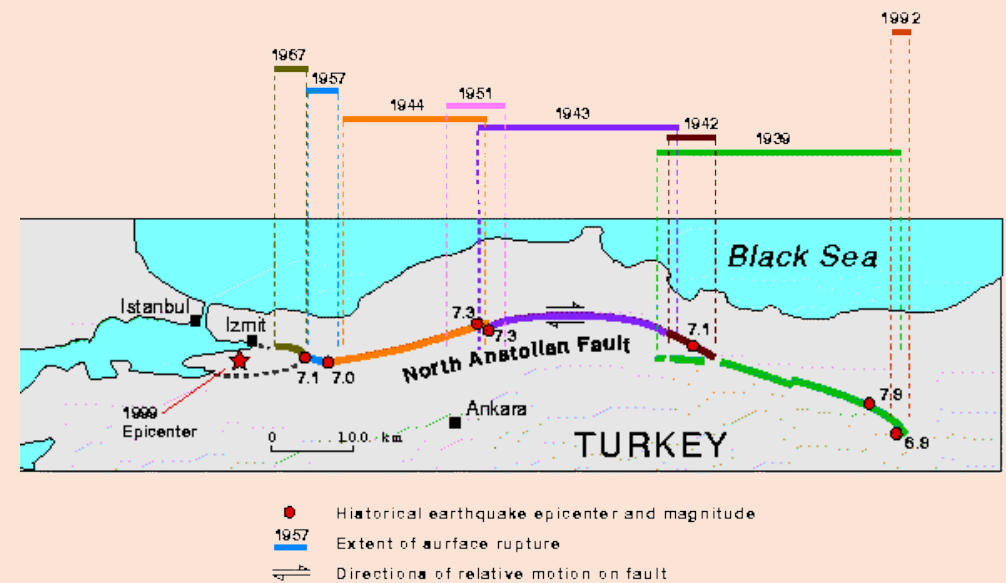 1992
1967
1957
1951
1944
1943
1942
1939
Black Sea
Istanbul
Izmit
7.3
7.3
7.1
North Anatolian Fault
7.1
7.0
7.9
6.9
1999
Epicenter
Ankara
0 100 km
TURKEY
Historical earthquake epicenter and magnitude
1957
Extent of surface rupture
Directions of relative motion on fault